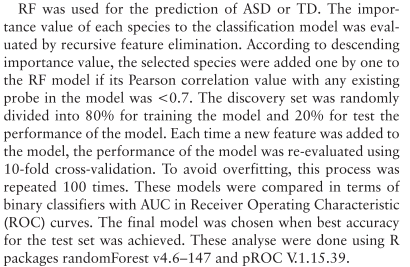 RF was used for the prediction of ASD or TD. The impor-
tance value of each species to the classification model was eval-
uated by recursive feature elimination. According to descending
importance value, the selected species were added one by one to
the RF model if its Pearson correlation value with any existing
probe in the model was <0.7. The discovery set was randomly
divided into 80% for training the model and 20% for test the
performance of the model. Each time a new feature was added to
the model, the performance of the model was re-evaluated using
10-fold cross-validation. To avoid overfitting, this process was
repeated 100 times. These models were compared in terms of
binary classifiers with AUC in Receiver Operating Characteristic
(ROC) curves. The final model was chosen when best accuracy
for the test set was achieved. These analyse were done using R
packages randomForest v4.6–147 and pROC V.1.15.39.